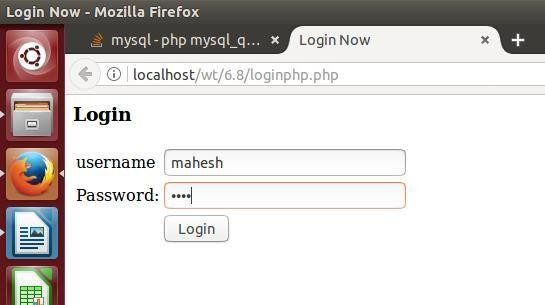 Login Now - Mozilla Firefox
mysql - php mysql_q...
Login Now
localhost/wt/6.8/loginphp.php
Login
username mahesh
Password: ••••
Login